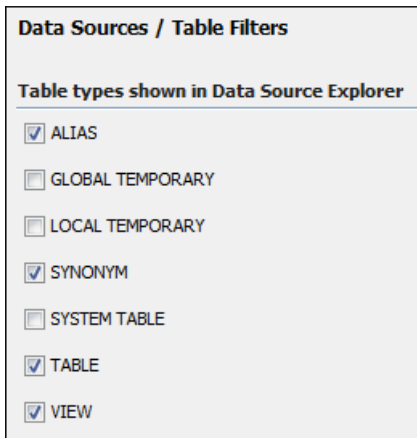 Data Sources / Table Filters
Table types shown in Data Source Explorer
ALIAS
GLOBAL TEMPORARY
LOCAL TEMPORARY
SYNONYM
SYSTEM TABLE
TABLE
VIEW